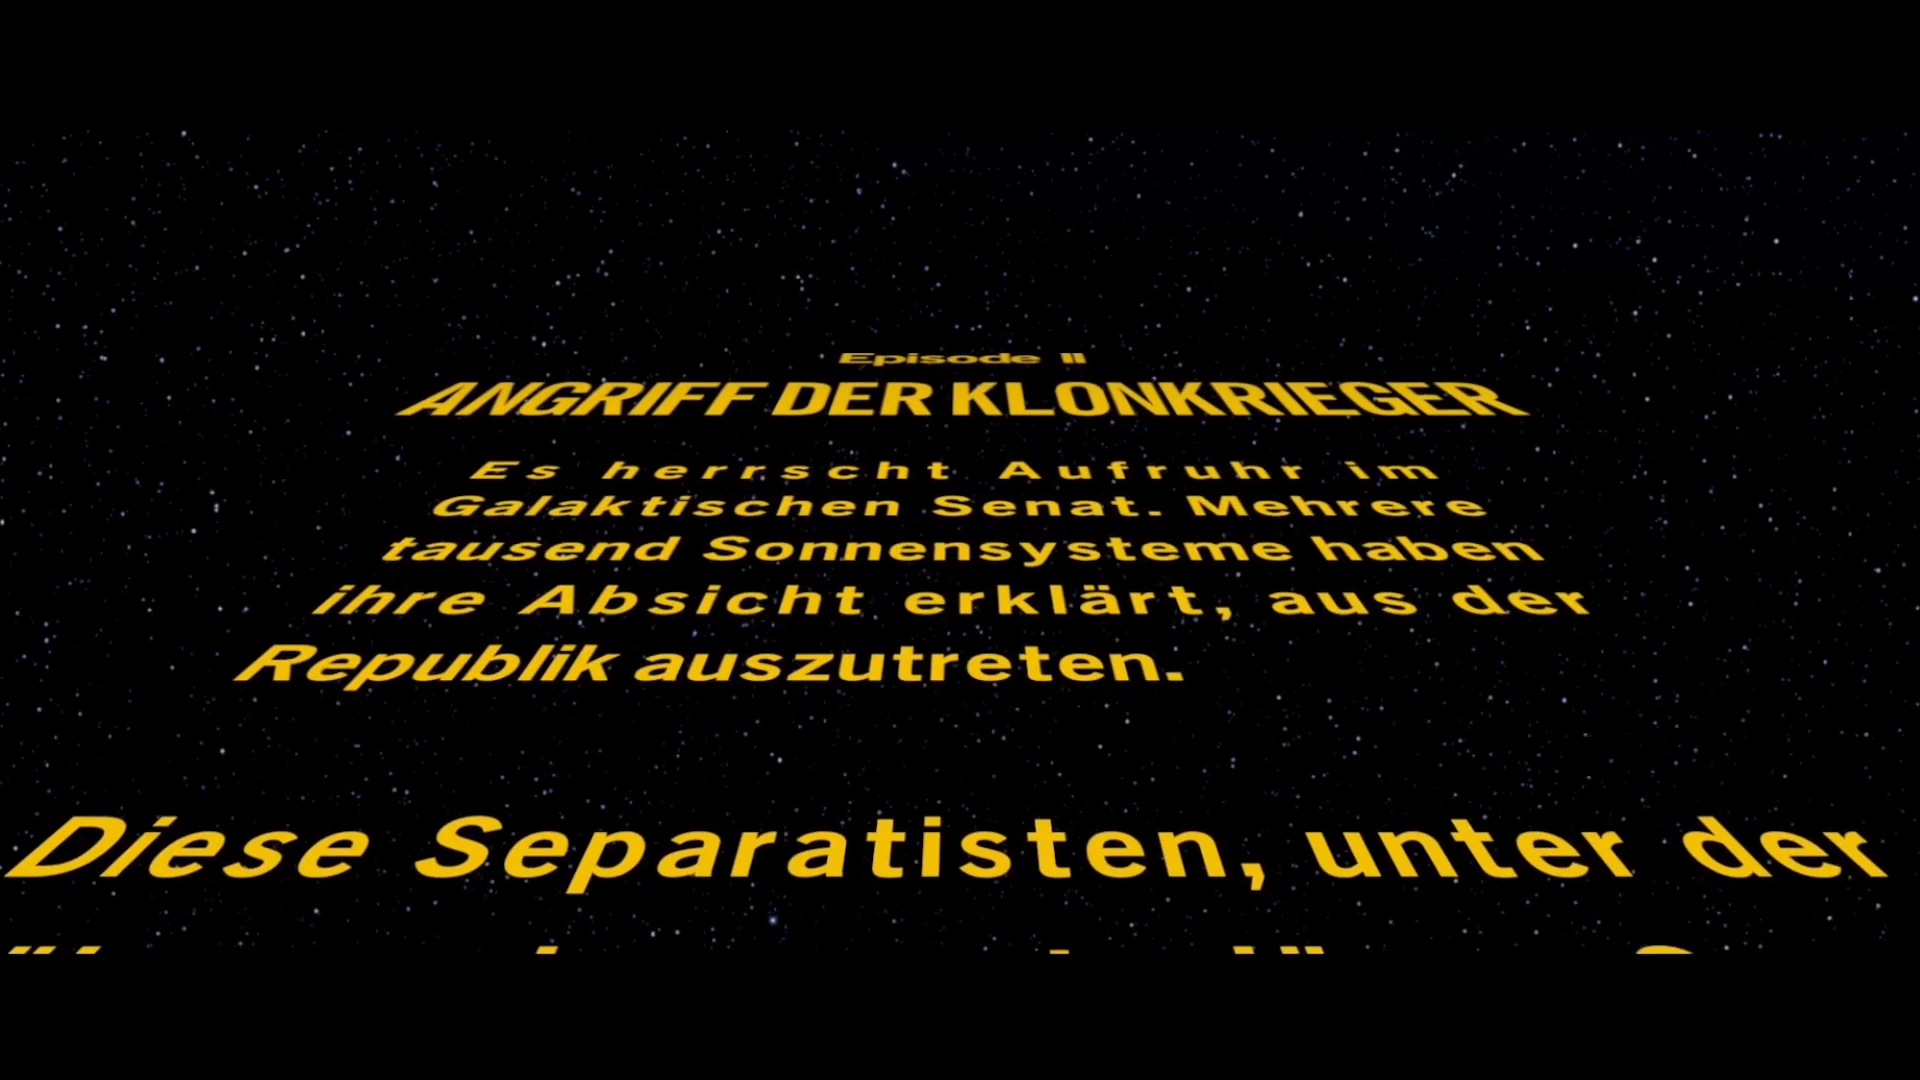 Episode II
ANGRIFF DER KLONKRIEGER
Es herrscht Aufruhr im
Galaktischen Senat. Mehrere
tausend Sonnensysteme haben
ihre Absicht erklärt, aus der
Republik auszutreten.
Diese Separatisten, unter der